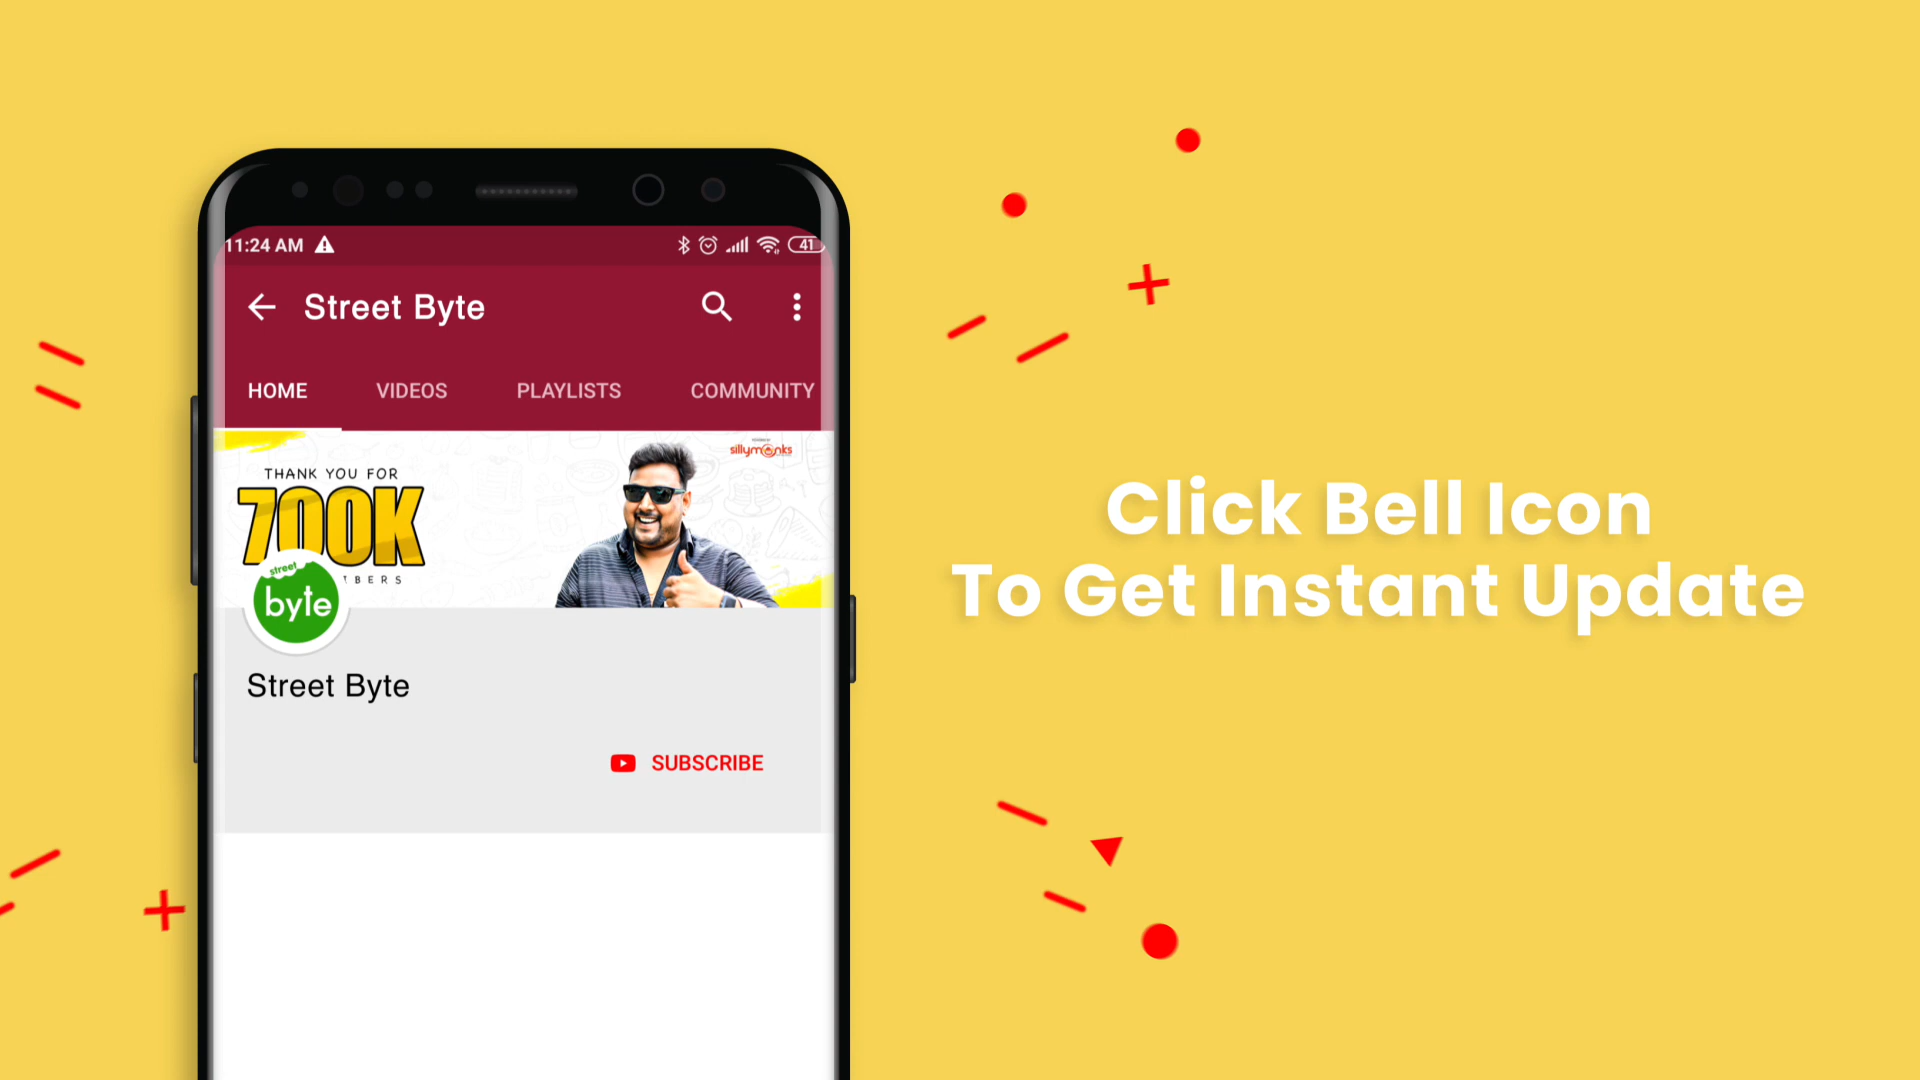 11:24 AM
41
Street Byte
HOME VIDEOS PLAYLISTS COMMUNITY
sillymonks
THANK YOU FOR
700K
street
byte
Street Byte
SUBSCRIBE
Click Bell Icon
To Get Instant Update